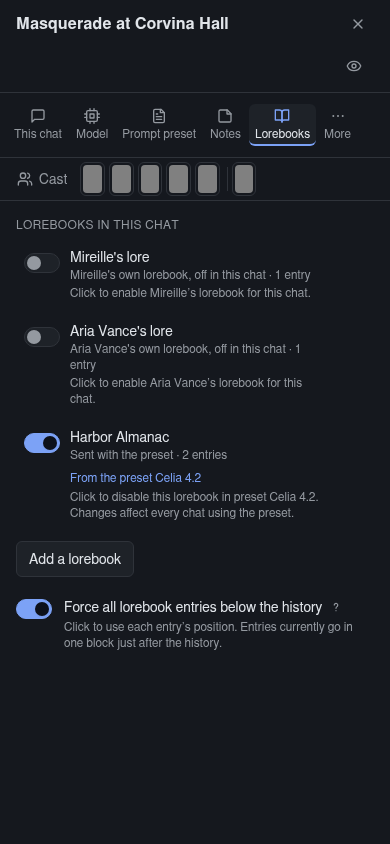 Masquerade at Corvina Hall
This chat
Model
Prompt preset
Notes
Lorebooks
More
Cast
LOREBOOKS IN THIS CHAT
Mireille's lore
Mireille's own lorebook, off in this chat · 1 entry
Click to enable Mireille's lorebook for this chat.
Aria Vance's lore
Aria Vance's own lorebook, off in this chat · 1
entry
Click to enable Aria Vance's lorebook for this
chat.
Harbor Almanac
Sent with the preset · 2 entries
From the preset Celia 4.2
Click to disable this lorebook in preset Celia 4.2.
Changes affect every chat using the preset.
Add a lorebook
Force all lorebook entries below the history ?
Click to use each entry's position. Entries currently go in
one block just after the history.